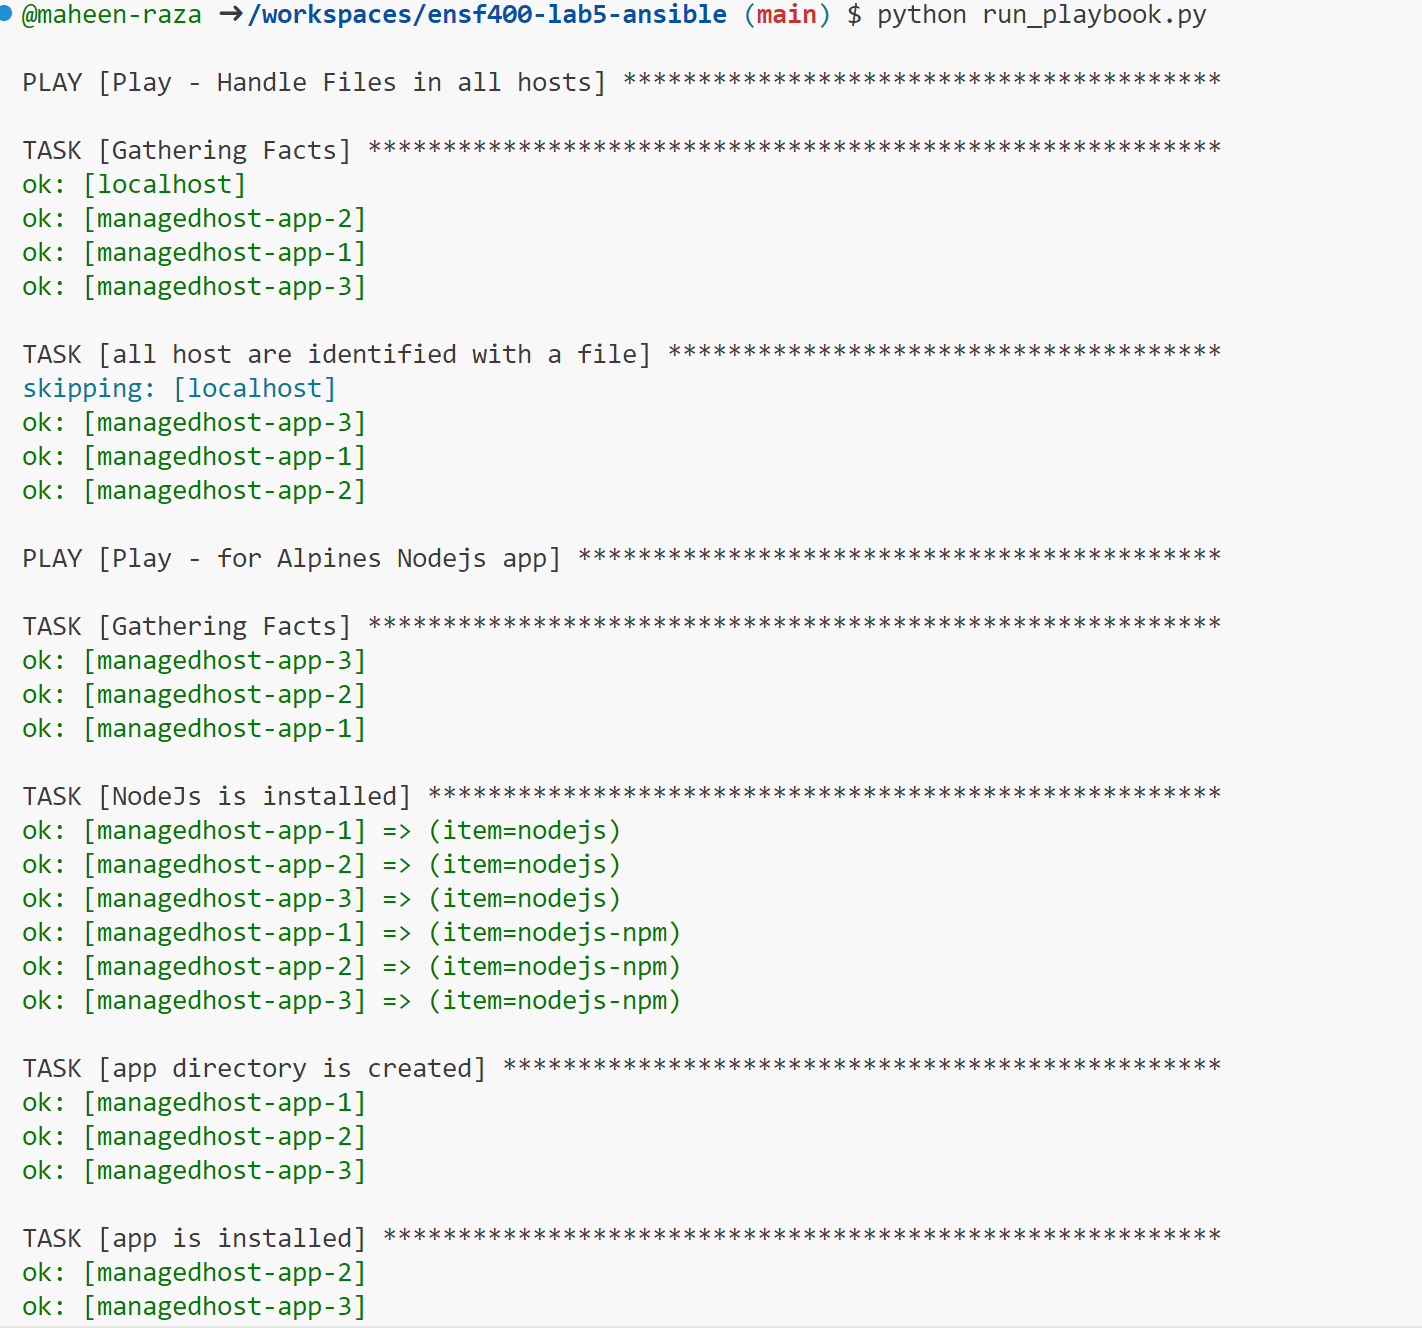 @maheen-raza ➜/workspaces/ensf400-lab5-ansible (main) $ python run_playbook.py
PLAY [Play - Handle Files in all hosts] ****************************************
TASK [Gathering Facts] *********************************************************
ok: [localhost]
ok: [managedhost-app-2]
ok: [managedhost-app-1]
ok: [managedhost-app-3]
TASK [all host are identified with a file] *************************************
skipping: [localhost]
ok: [managedhost-app-3]
ok: [managedhost-app-1]
ok: [managedhost-app-2]
PLAY [Play - for Alpines Nodejs app] *******************************************
TASK [Gathering Facts] *********************************************************
ok: [managedhost-app-3]
ok: [managedhost-app-2]
ok: [managedhost-app-1]
TASK [NodeJs is installed] *****************************************************
ok: [managedhost-app-1] => (item=nodejs)
ok: [managedhost-app-2] => (item=nodejs)
ok: [managedhost-app-3] => (item=nodejs)
ok: [managedhost-app-1] => (item=nodejs-npm)
ok: [managedhost-app-2] => (item=nodejs-npm)
ok: [managedhost-app-3] => (item=nodejs-npm)
TASK [app directory is created] ************************************************
ok: [managedhost-app-1]
ok: [managedhost-app-2]
ok: [managedhost-app-3]
TASK [app is installed] ********************************************************
ok: [managedhost-app-2]
ok: [managedhost-app-3]